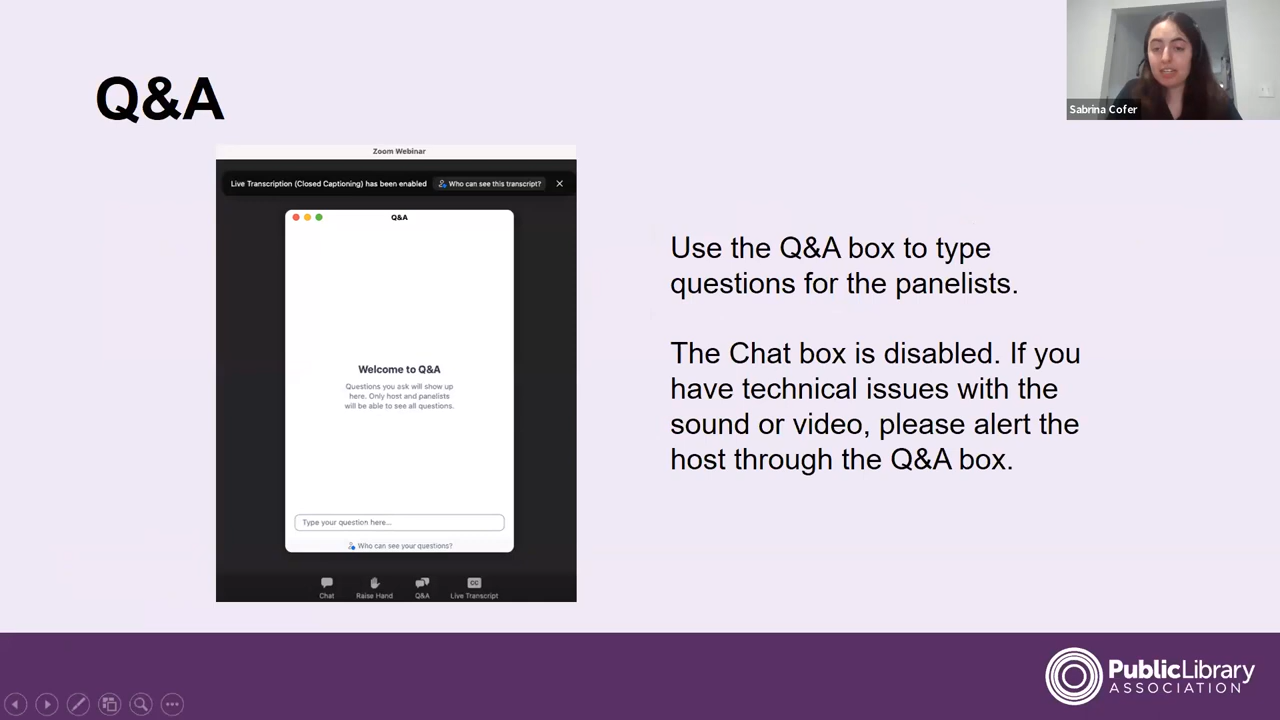 Q&A
Sabrina Cofer
Zoom Webinar
Live Transcription (Closed Captioning) has been enabled
Who can see this transcript?
Q&A
Welcome to Q&A
Questions you ask will show up
here. Only host and panelists
will be able to see all questions.
Type your question here...
Who can see your questions?
Chat
Raise Hand
Q&A
CC
Live Transcript
Use the Q&A box to type
questions for the panelists.
The Chat box is disabled. If you
have technical issues with the
sound or video, please alert the
host through the Q&A box.
PublicLibrary
ASSOCIATION